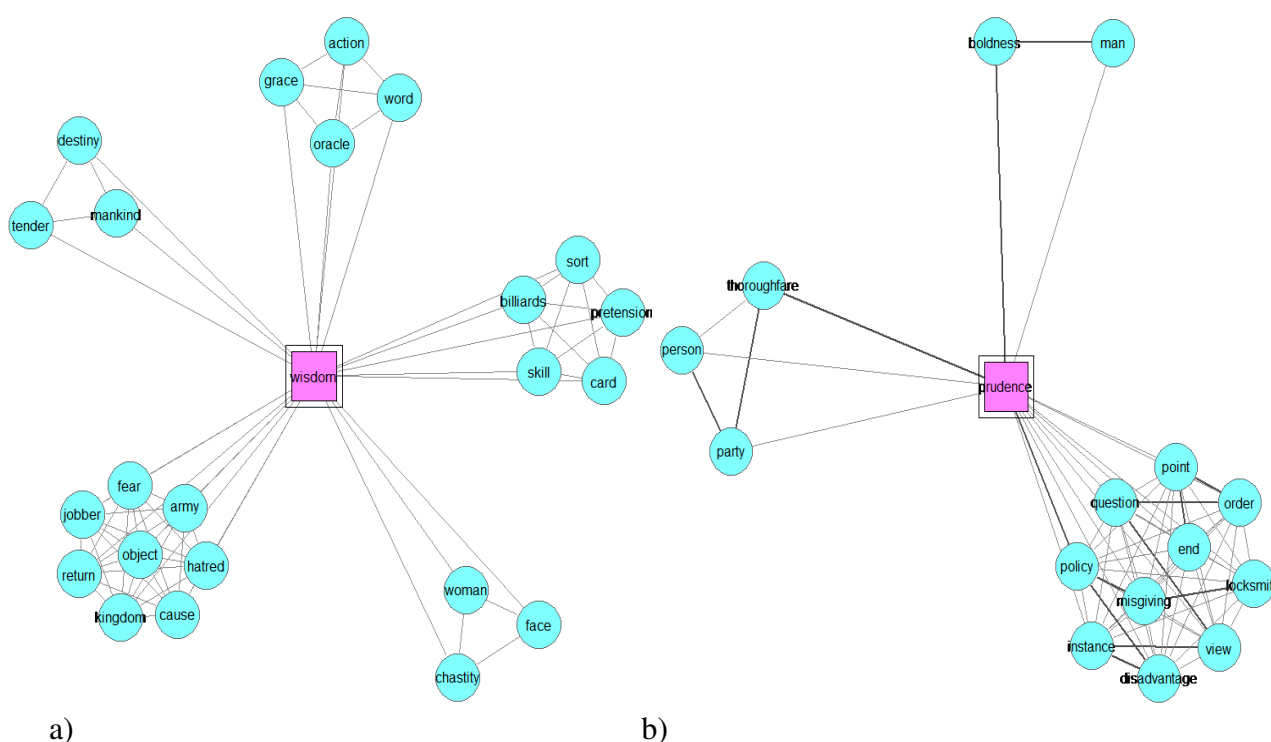 action
grace
word
oracle
destiny
mankind
tender
sort
billiards
pretension
skill
card
wisdom
fear
jobber
army
object
return
hatred
kingdom
cause
woman
face
chastity
a)
boldness
man
thoroughfare
person
party
prudence
point
question
order
end
policy
locksmit
misgiving
instance
view
disadvantage
b)